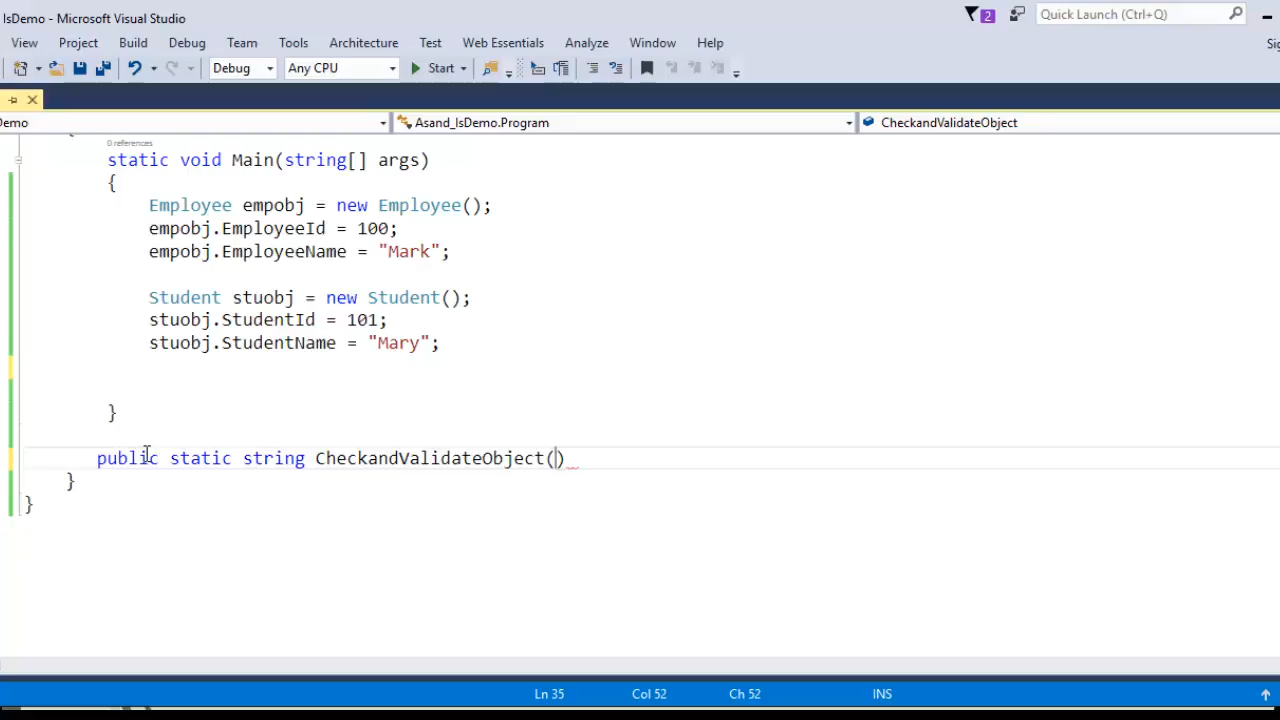 IsDemo - Microsoft Visual Studio
2
Quick Launch (Ctrl+Q)
View Project Build Debug Team Tools Architecture Test Web Essentials Analyze Window Help
Sig
Debug Any CPU Start
Demo Asand_IsDemo.Program CheckandValidateObject
{
0 references
static void Main(string[] args)
{
Employee empobj = new Employee();
empobj.EmployeeId = 100;
empobj.EmployeeName = "Mark";
Student stuobj = new Student();
stuobj.StudentId = 101;
stuobj.StudentName = "Mary";
}
public static string CheckandValidateObject()
}
}
Ln 35 Col 52 Ch 52 INS